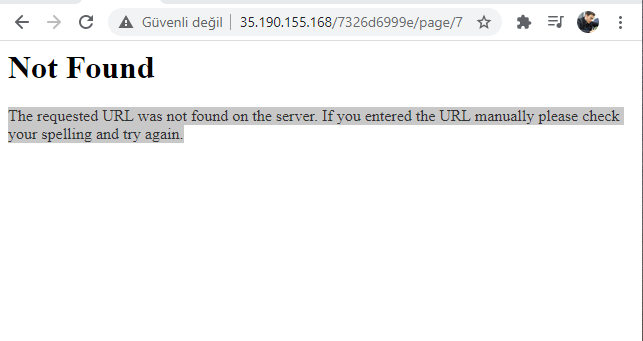 Güvenli değil 35.190.155.168/7326d6999e/page/7
Not Found
The requested URL was not found on the server. If you entered the URL manually please check
your spelling and try again.